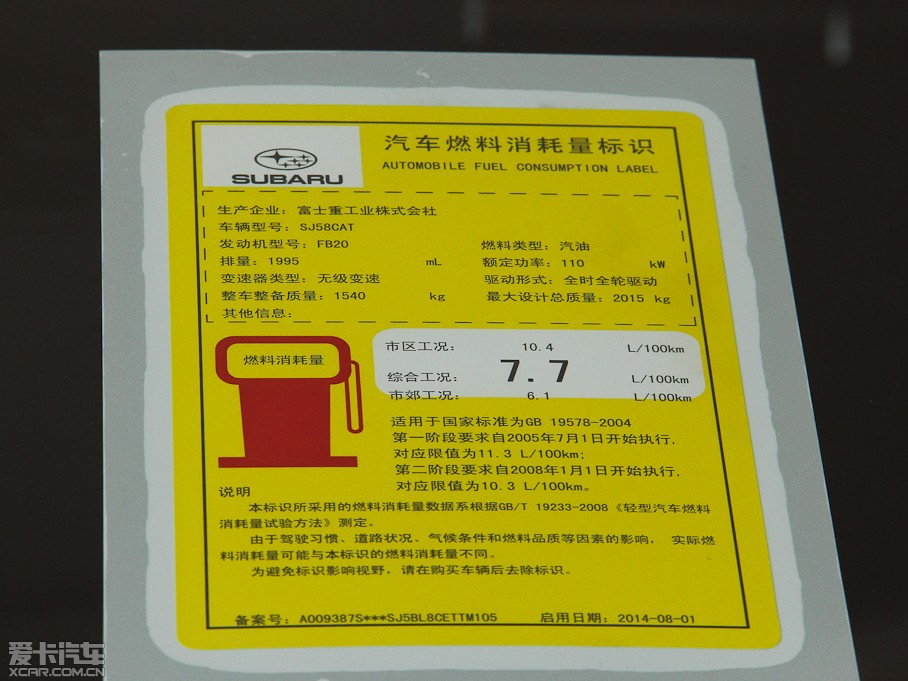 SUBARU
汽车燃料消耗量标识
AUTOMOBILE FUEL CONSUMPTION LABEL
生产企业：富士重工业株式会社
车辆型号：SJ58CAT
发动机型号：FB20 燃料类型：汽油
排量：1995 mL 额定功率：110 kW
变速器类型：无级变速 驱动形式：全时全轮驱动
整车整备质量：1540 kg 最大设计总质量：2015 kg
其他信息：
燃料消耗量
市区工况： 10.4 L/100km
综合工况： 7.7 L/100km
市郊工况： 6.1 L/100km
适用于国家标准为GB 19578-2004
第一阶段要求自2005年7月1日开始执行，
对应限值为11.3 L/100km；
第二阶段要求自2008年1月1日开始执行，
对应限值为10.3 L/100km。
说明
本标识所采用的燃料消耗量数据系根据GB/T 19233-2008《轻型汽车燃料
消耗量试验方法》测定。
由于驾驶习惯、道路状况、气候条件和燃料品质等因素的影响， 实际燃
料消耗量可能与本标识的燃料消耗量不同。
为避免标识影响视野，请在购买车辆后去除标识。
备案号：A009387S***SJ5BL8CETTM105 启用日期：2014-08-01
爱卡汽车
XCAR.COM.CN